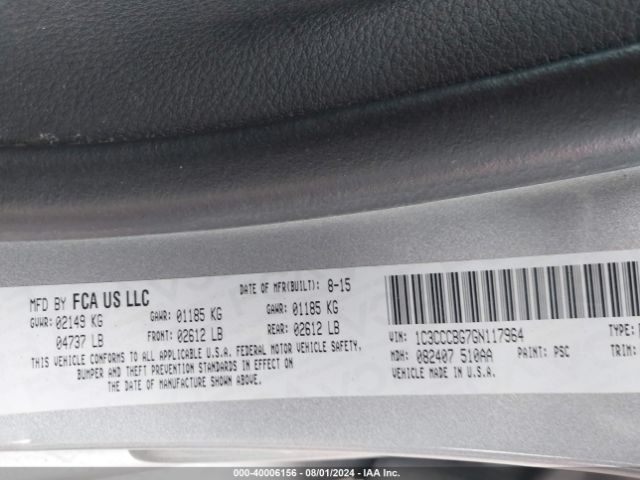 MFD BY FCA US LLC
DATE OF MFR(BUILT): 8-15
GVWR: 02149 KG
GAWR: 01185 KG
GAWR: 01185 KG
04737 LB
FRONT: 02612 LB
REAR: 02612 LB
THIS VEHICLE CONFORMS TO ALL APPLICABLE U.S.A. FEDERAL MOTOR VEHICLE SAFETY,
BUMPER AND THEFT PREVENTION STANDARDS IN EFFECT ON
THE DATE OF MANUFACTURE SHOWN ABOVE.
VIN: 1C3CCCBG7GN117964
TYPE:
MDH: 082407 510AA
PAINT: PSC
TRIM:
VEHICLE MADE IN U.S.A.
000-40006156 - 08/01/2024 - IAA Inc.